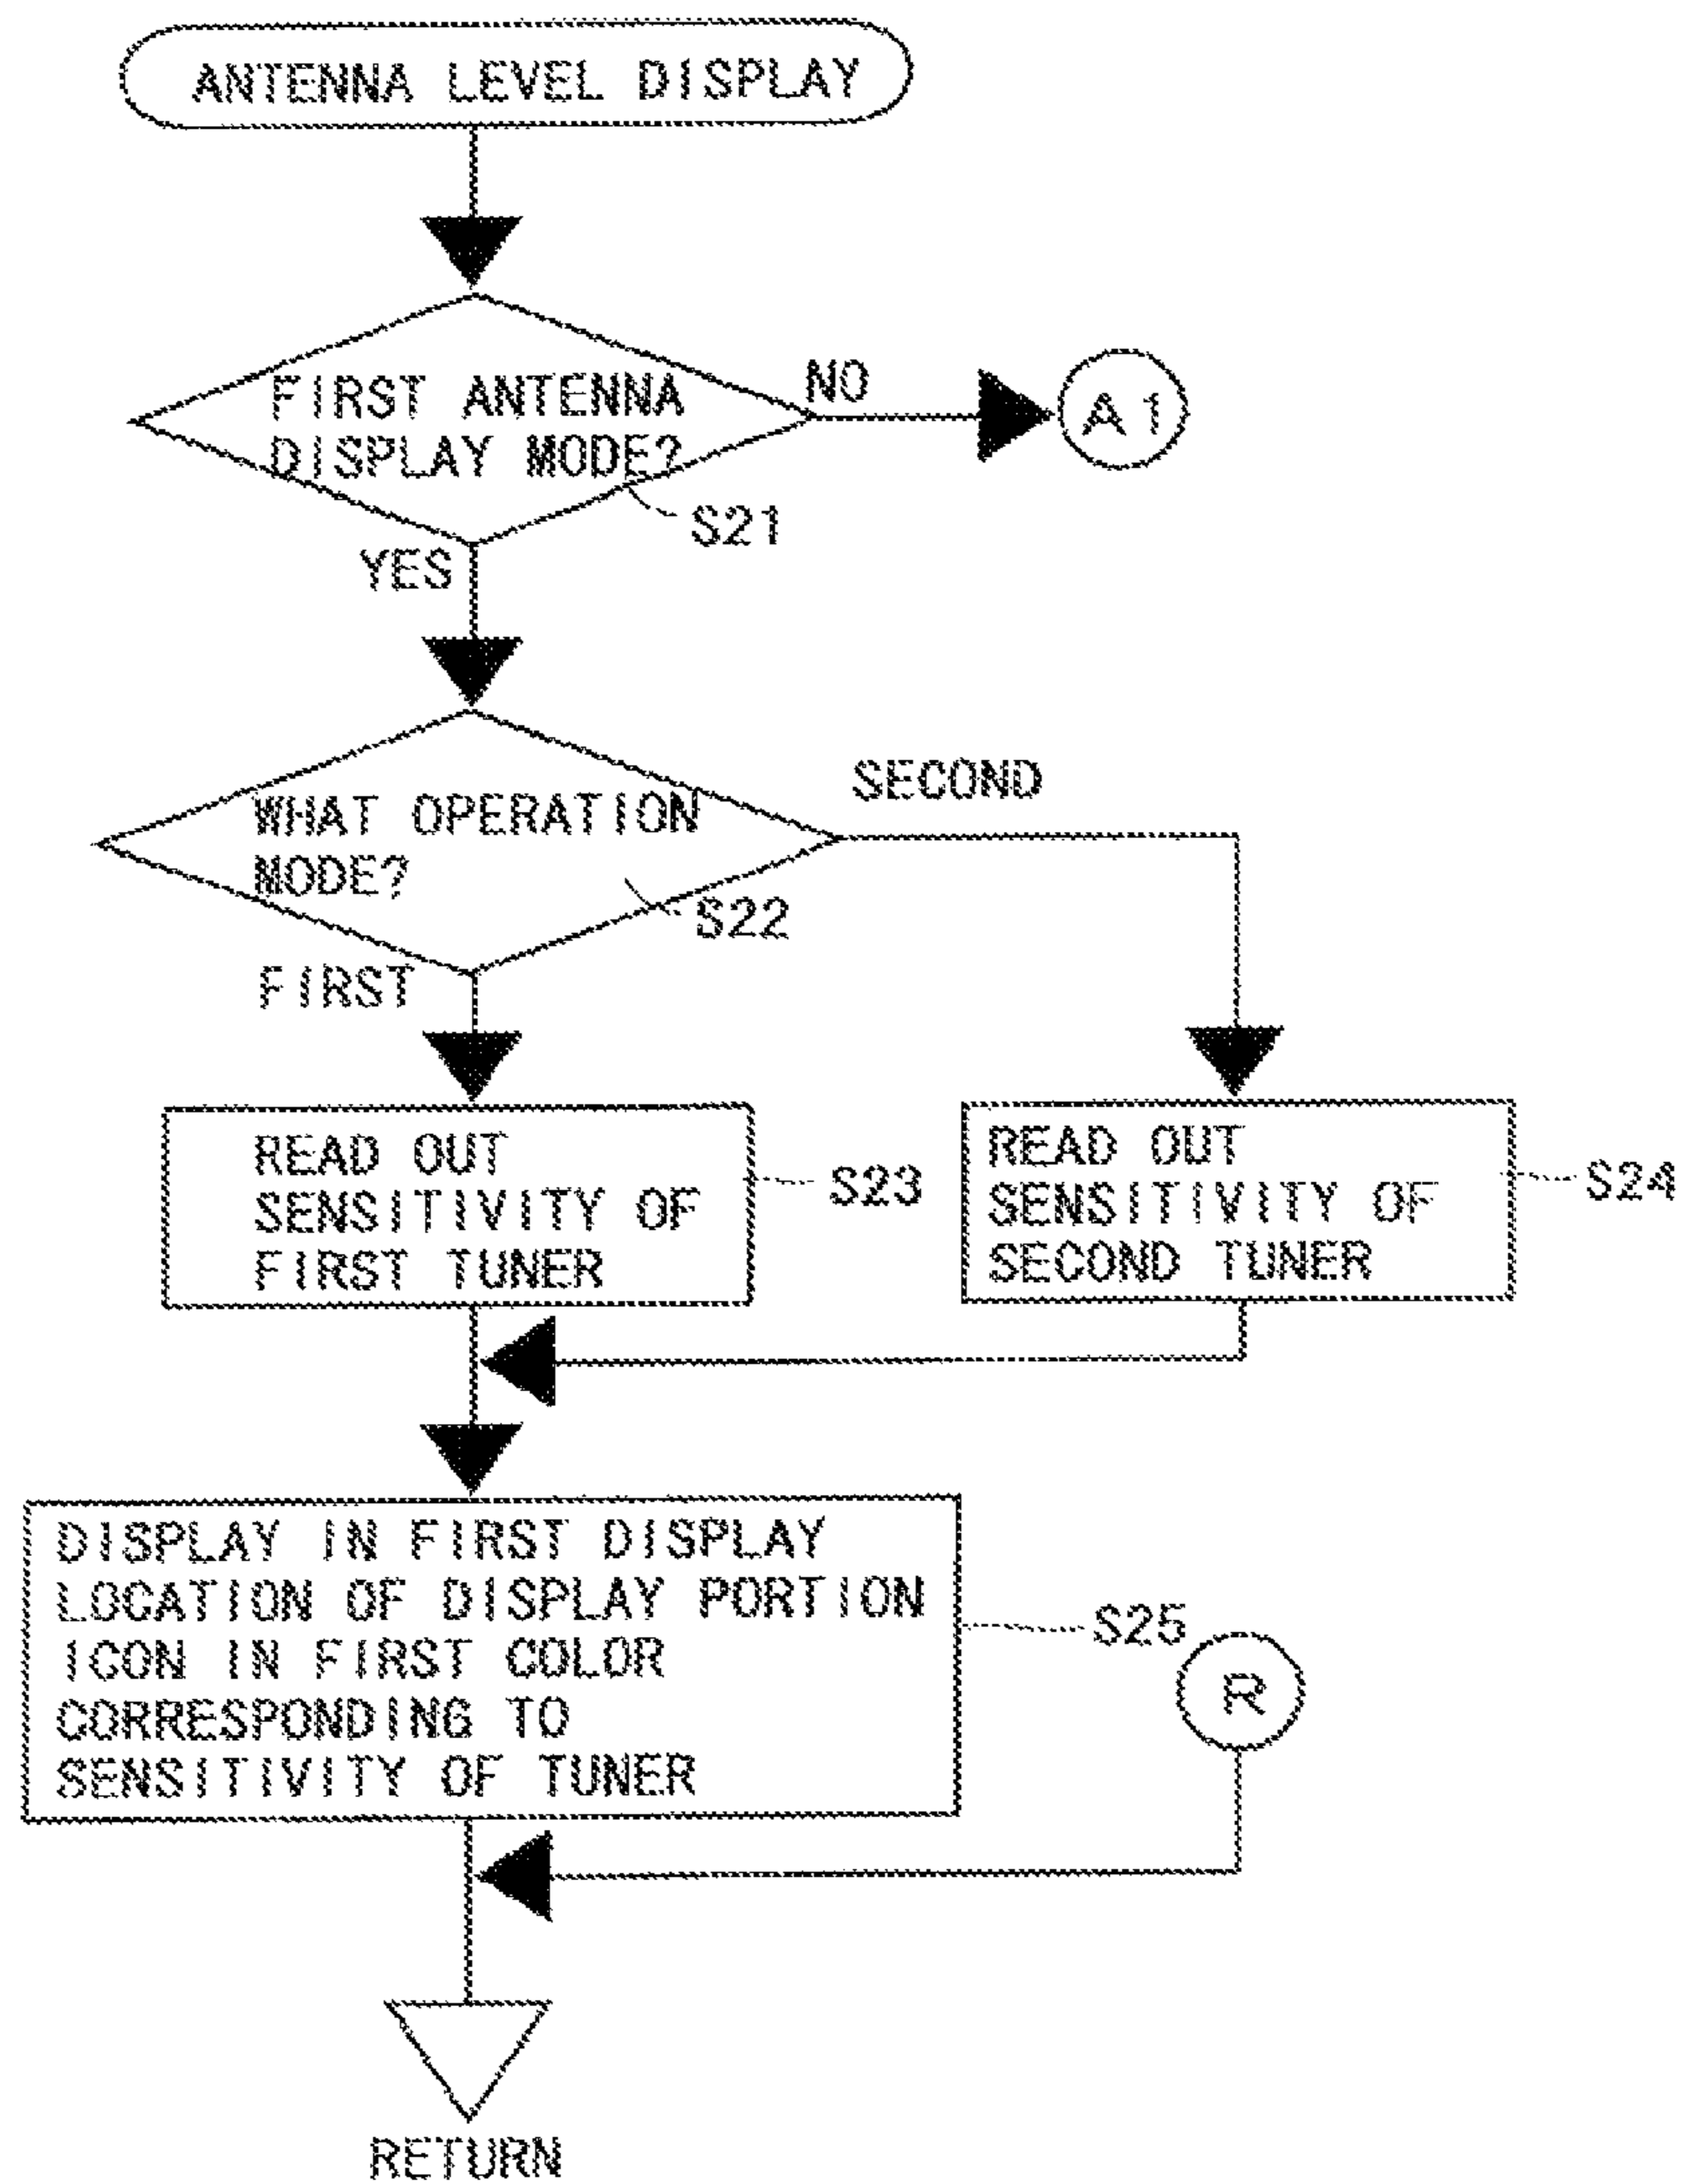 ANTENNA LEVEL DISPLAY
FIRST ANTENNA
DISPLAY MODE?
NO
A1
S21
YES
WHAT OPERATION
MODE?
SECOND
S22
FIRST
READ OUT
SENSITIVITY OF
FIRST TUNER
S23
READ OUT
SENSITIVITY OF
SECOND TUNER
S24
DISPLAY IN FIRST DISPLAY
LOCATION OF DISPLAY PORTION
ICON IN FIRST COLOR
CORRESPONDING TO
SENSITIVITY OF TUNER
S25
R
RETURN